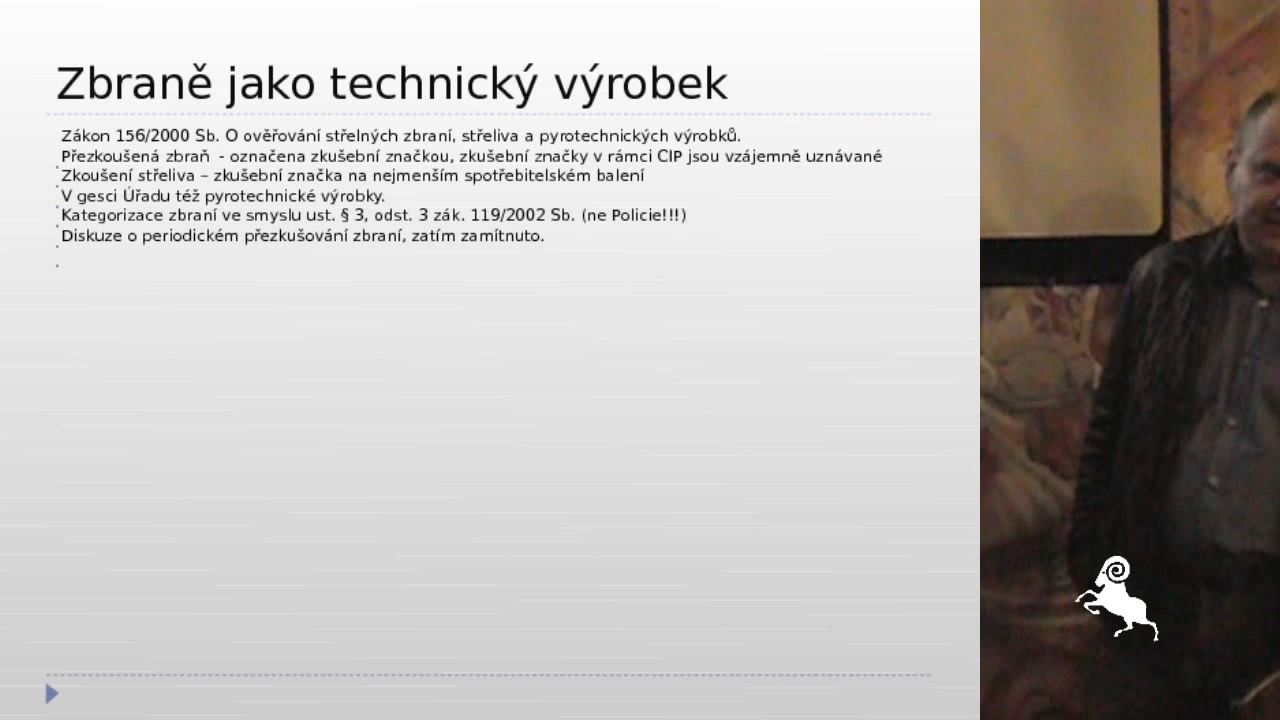 Zbraně jako technický výrobek
Zákon 156/2000 Sb. O ověřování střelných zbraní, střeliva a pyrotechnických výrobků.
Přezkoušená zbraň  - označena zkušební značkou, zkušební značky v rámci CIP jsou vzájemně uznávané
Zkoušení střeliva – zkušební značka na nejmenším spotřebitelském balení
V gesci Úřadu též pyrotechnické výrobky.
Kategorizace zbraní ve smyslu ust. § 3, odst. 3 zák. 119/2002 Sb. (ne Policie!!!)
Diskuze o periodickém přezkušování zbraní, zatím zamítnuto.